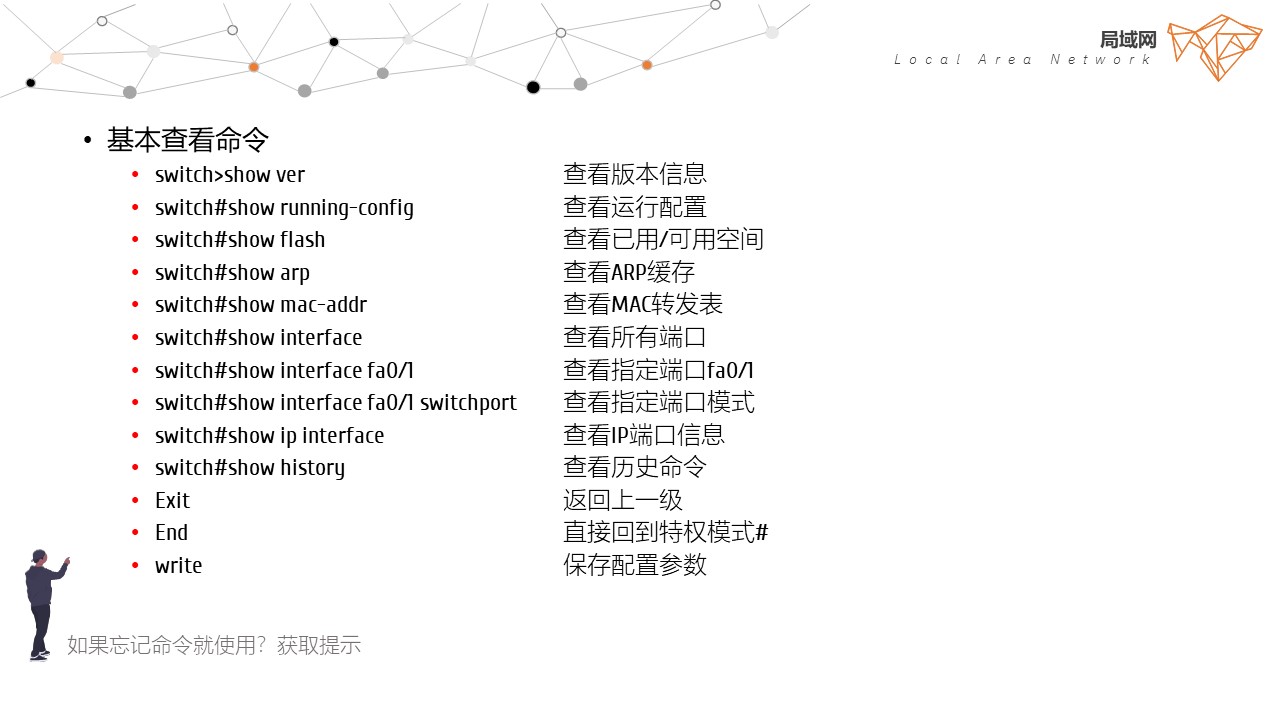 局域网
Local Area Network
• 基本查看命令
• switch>show ver 查看版本信息
• switch#show running-config 查看运行配置
• switch#show flash 查看已用/可用空间
• switch#show arp 查看ARP缓存
• switch#show mac-addr 查看MAC转发表
• switch#show interface 查看所有端口
• switch#show interface fa0/1 查看指定端口fa0/1
• switch#show interface fa0/1 switchport 查看指定端口模式
• switch#show ip interface 查看IP端口信息
• switch#show history 查看历史命令
• Exit 返回上一级
• End 直接回到特权模式#
• write 保存配置参数
如果忘记命令就使用？获取提示